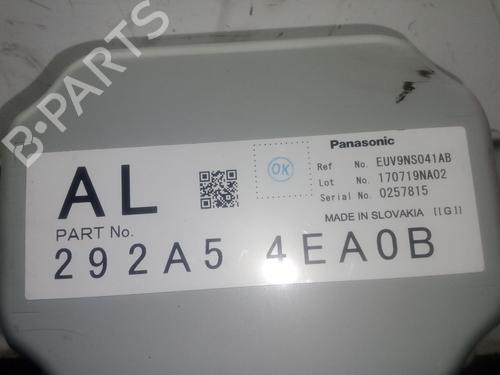 B-PARTS
Panasonic
OK
AL
Ref No. EUV9NS041AB
Lot No. 170719NA02
Serial No. 0257815
PART No.
MADE IN SLOVAKIA [[G]]
292A5 4EA0B